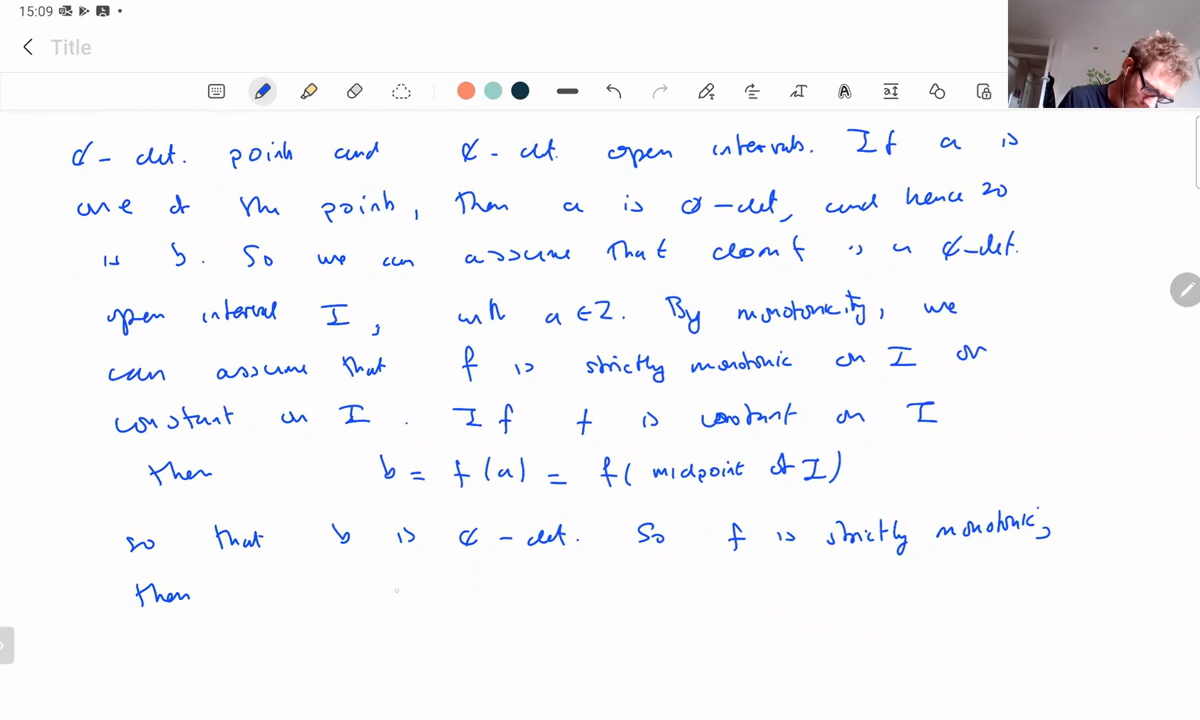 15:09
Title
∅-def. points and ∅-def. open intervals. If a is
one of the points, then a is ∅-def, and hence so
is b. So we can assume that dom f is a ∅-def.
open interval I, with a ∈ I. By monotonicity, we
can assume that f is strictly monotonic on I or
constant on I. If f is constant on I
then b = f(a) = f(midpoint of I)
so that b is ∅-def. So f is strictly monotonic,
then